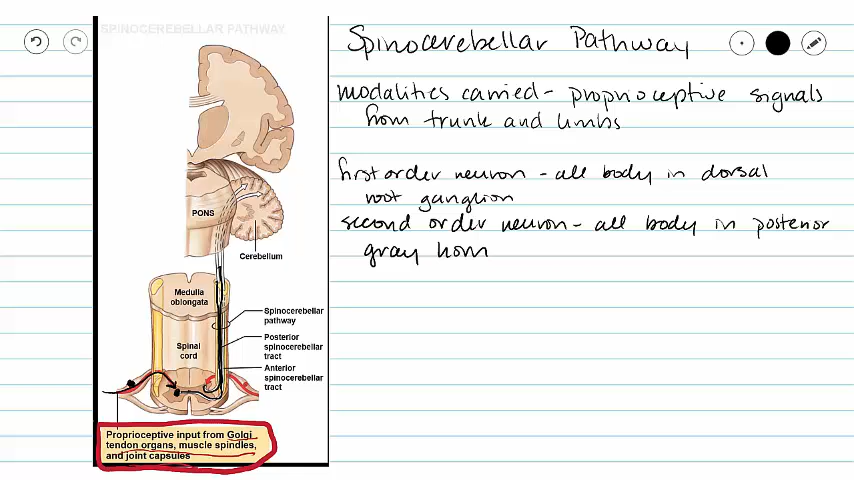 SPINOCEREBELLAR PATHWAY
Spinocerebellar Pathway
modalities carried - proprioceptive signals
from trunk and limbs
first order neuron - cell body in dorsal
root ganglion
second order neuron - cell body in posterior
gray horn
PONS
Cerebellum
Medulla
oblongata
Spinal
cord
Spinocerebellar
pathway
Posterior
spinocerebellar
tract
Anterior
spinocerebellar
tract
Proprioceptive input from Golgi
tendon organs, muscle spindles,
and joint capsules